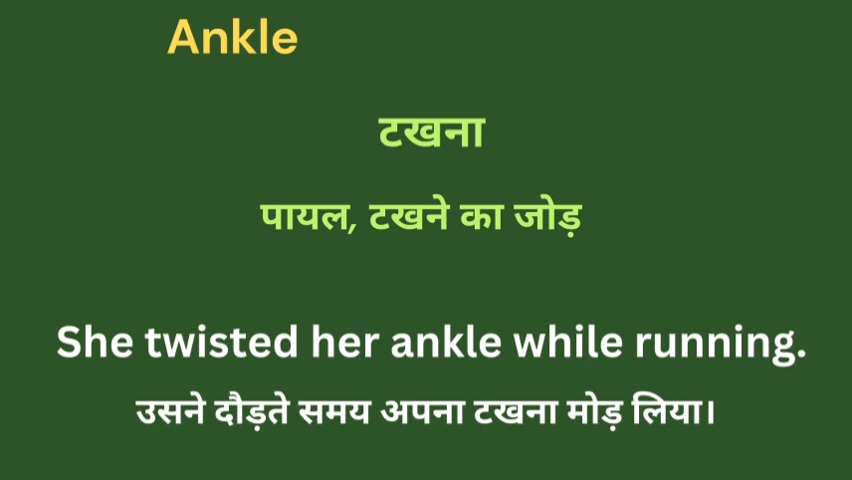 Ankle
टखना
पायल, टखने का जोड़
She twisted her ankle while running.
उसने दौड़ते समय अपना टखना मोड़ लिया।